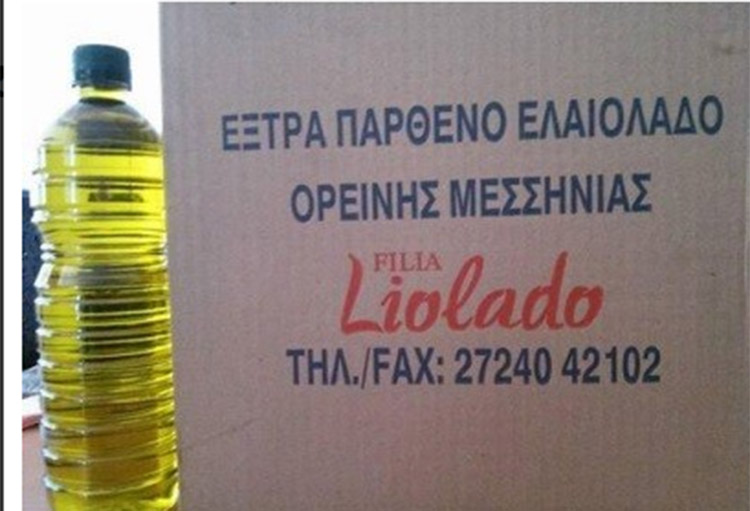 ΕΞΤΡΑ ΠΑΡΘΕΝΟ ΕΛΑΙΟΛΑΔΟ
ΟΡΕΙΝΗΣ ΜΕΣΣΗΝΙΑΣ
FILIA
Liolado
ΤΗΛ./FAX: 27240 42102